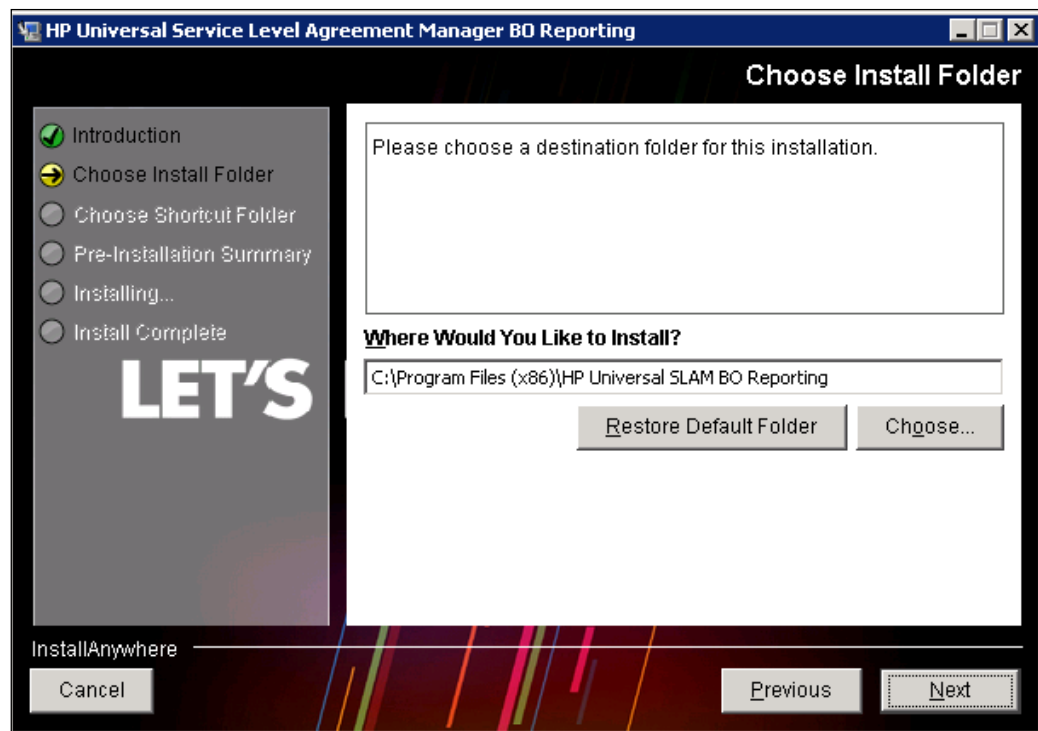 HP Universal Service Level Agreement Manager BO Reporting
Choose Install Folder
Introduction
Choose Install Folder
Choose Shortcut Folder
Pre-Installation Summary
Installing...
Install Complete
LET'S
Please choose a destination folder for this installation.
Where Would You Like to Install?
C:\Program Files (x86)\HP Universal SLAM BO Reporting
Restore Default Folder
Choose...
InstallAnywhere
Cancel
Previous
Next